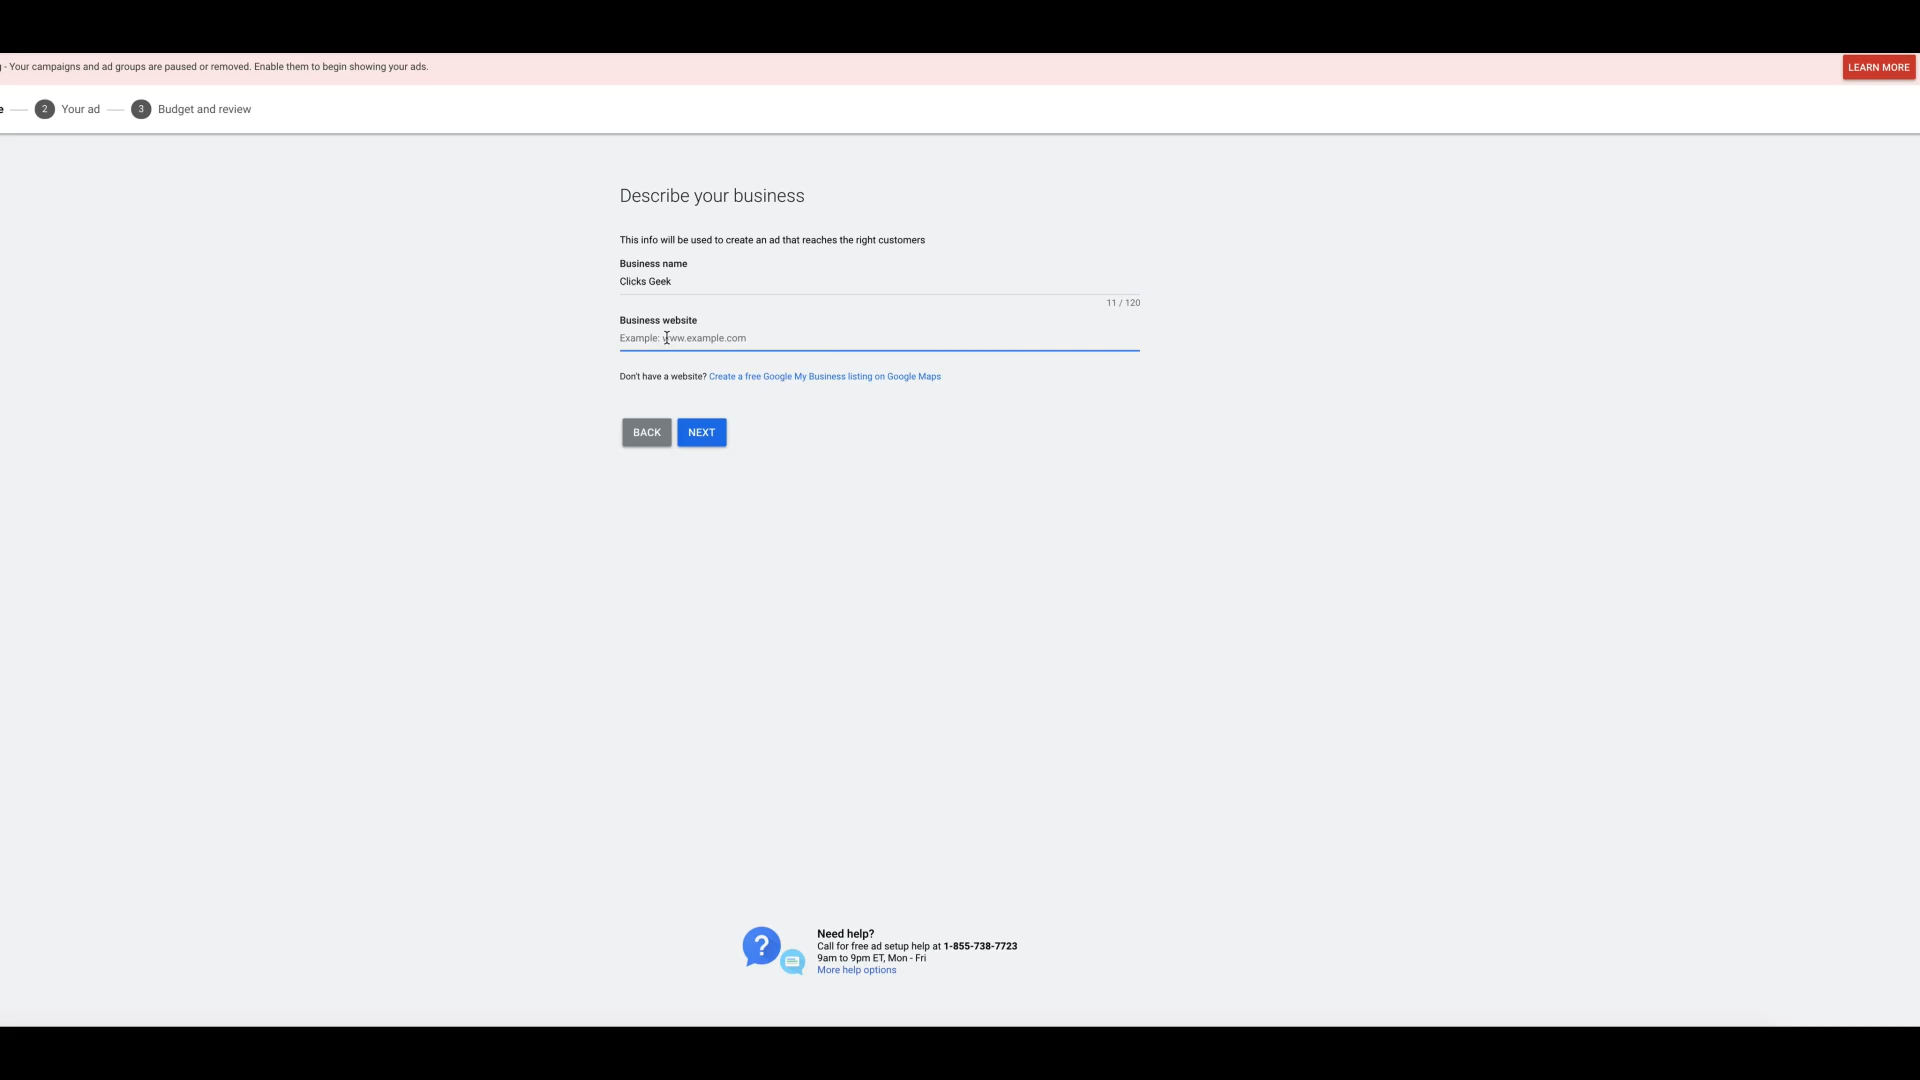 - Your campaigns and ad groups are paused or removed. Enable them to begin showing your ads.
LEARN MORE
2 Your ad 3 Budget and review
Describe your business
This info will be used to create an ad that reaches the right customers
Business name
Clicks Geek
11 / 120
Business website
Example: www.example.com
Don't have a website? Create a free Google My Business listing on Google Maps
BACK NEXT
?
Need help?
Call for free ad setup help at 1-855-738-7723
9am to 9pm ET, Mon - Fri
More help options